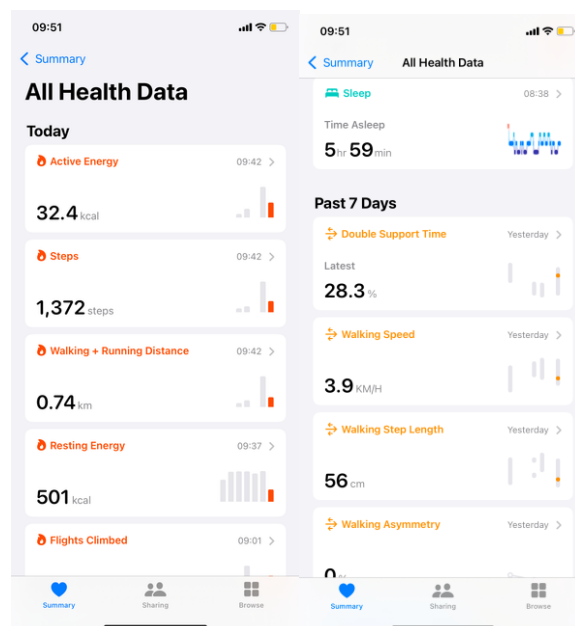 09:51
Summary
All Health Data
Today
Active Energy 09:42
32.4 kcal
Steps 09:42
1,372 steps
Walking + Running Distance 09:42
0.74 km
Resting Energy 09:37
501 kcal
Flights Climbed 09:01
Summary Sharing Browse
09:51
Summary All Health Data
Sleep 08:38
Time Asleep
5hr 59min
Past 7 Days
Double Support Time Yesterday
Latest
28.3 %
Walking Speed Yesterday
3.9 KM/H
Walking Step Length Yesterday
56 cm
Walking Asymmetry Yesterday
0 %
Summary Sharing Browse